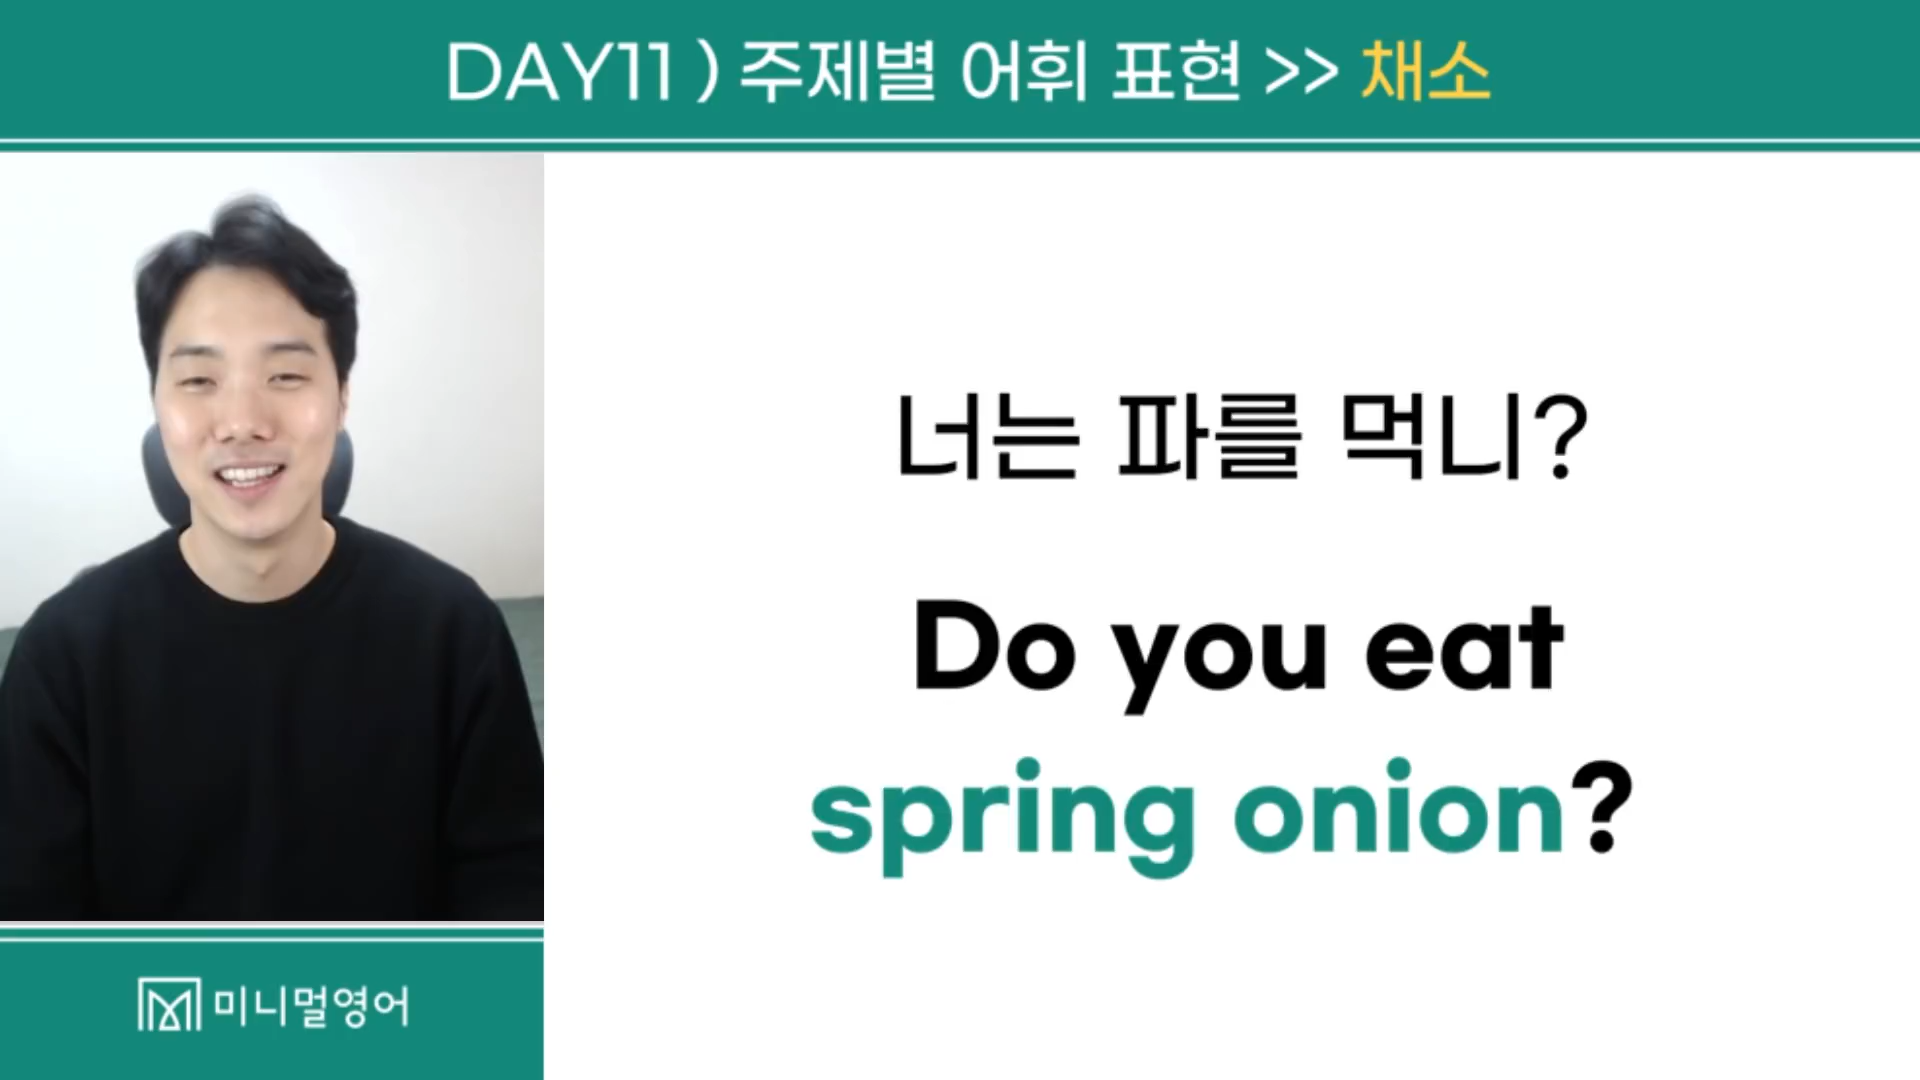 DAY11 ) 주제별 어휘 표현 >> 채소
너는 파를 먹니?
Do you eat
spring onion?
미니멀영어